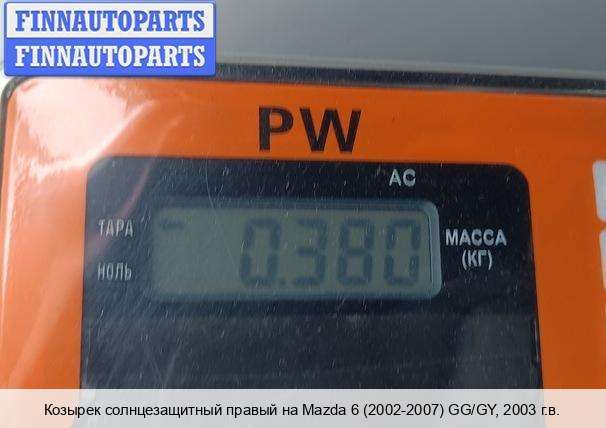 FINNAUTOPARTS
FINNAUTOPARTS
PW
AC
ТАРА
НОЛЬ
0.380
МАССА
(КГ)
Козырек солнцезащитный правый на Mazda 6 (2002-2007) GG/GY, 2003 г.в.